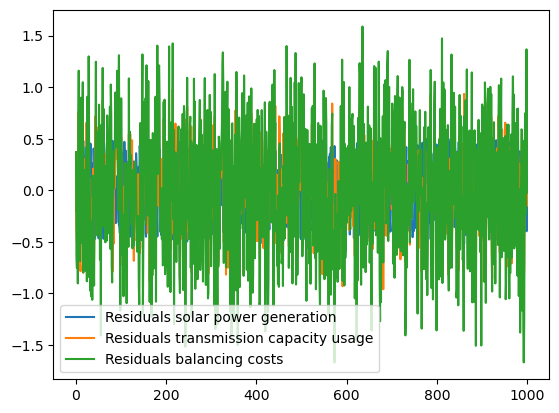 1.5
1.0
0.5
0.0
−0.5
−1.0
−1.5
Residuals solar power generation
Residuals transmission capacity usage
Residuals balancing costs
0 200 400 600 800 1000